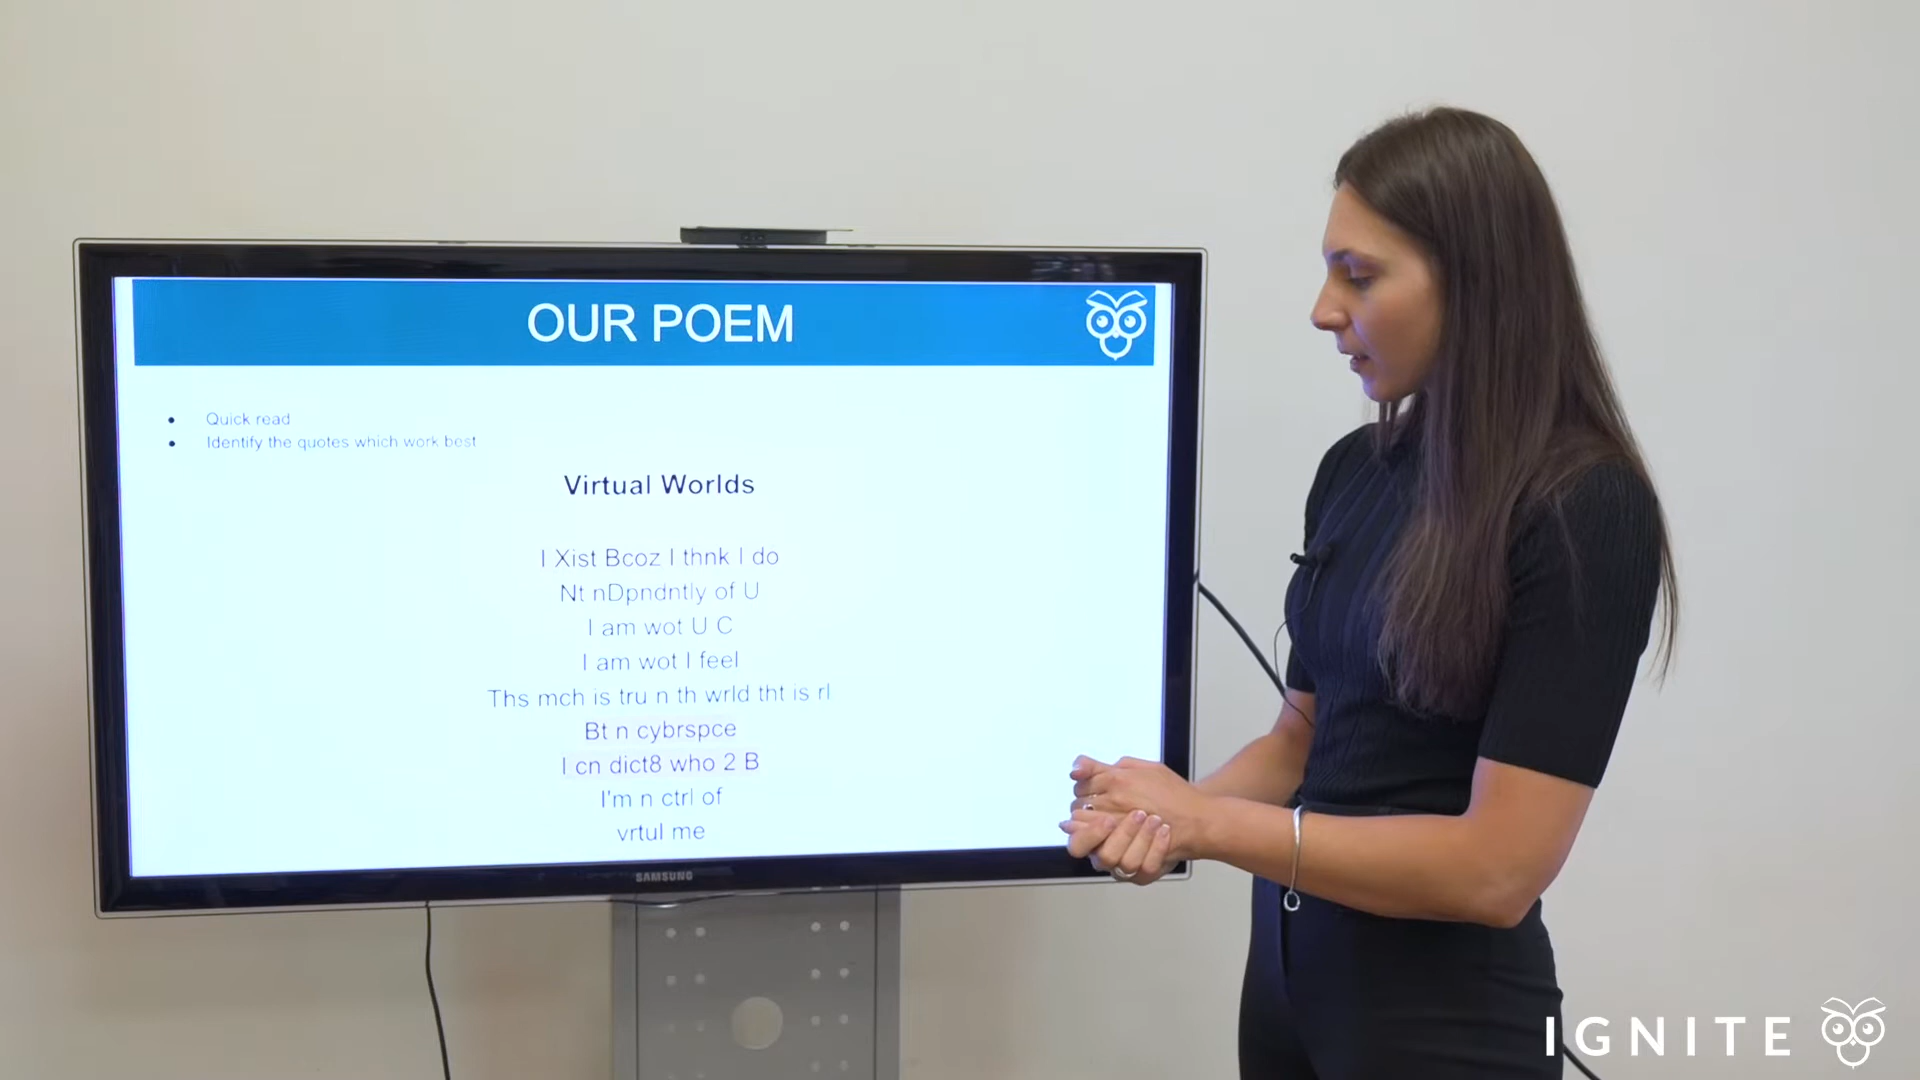 OUR POEM
Quick read
Identify the quotes which work best
Virtual Worlds
I Xist Bcoz I thnk I do
Nt nDpndntly of U
I am wot U C
I am wot I feel
Ths mch is tru n th wrld tht is rl
Bt n cybrspce
I cn dict8 who 2 B
I'm n ctrl of
vrtul me
SAMSUNG
IGNITE